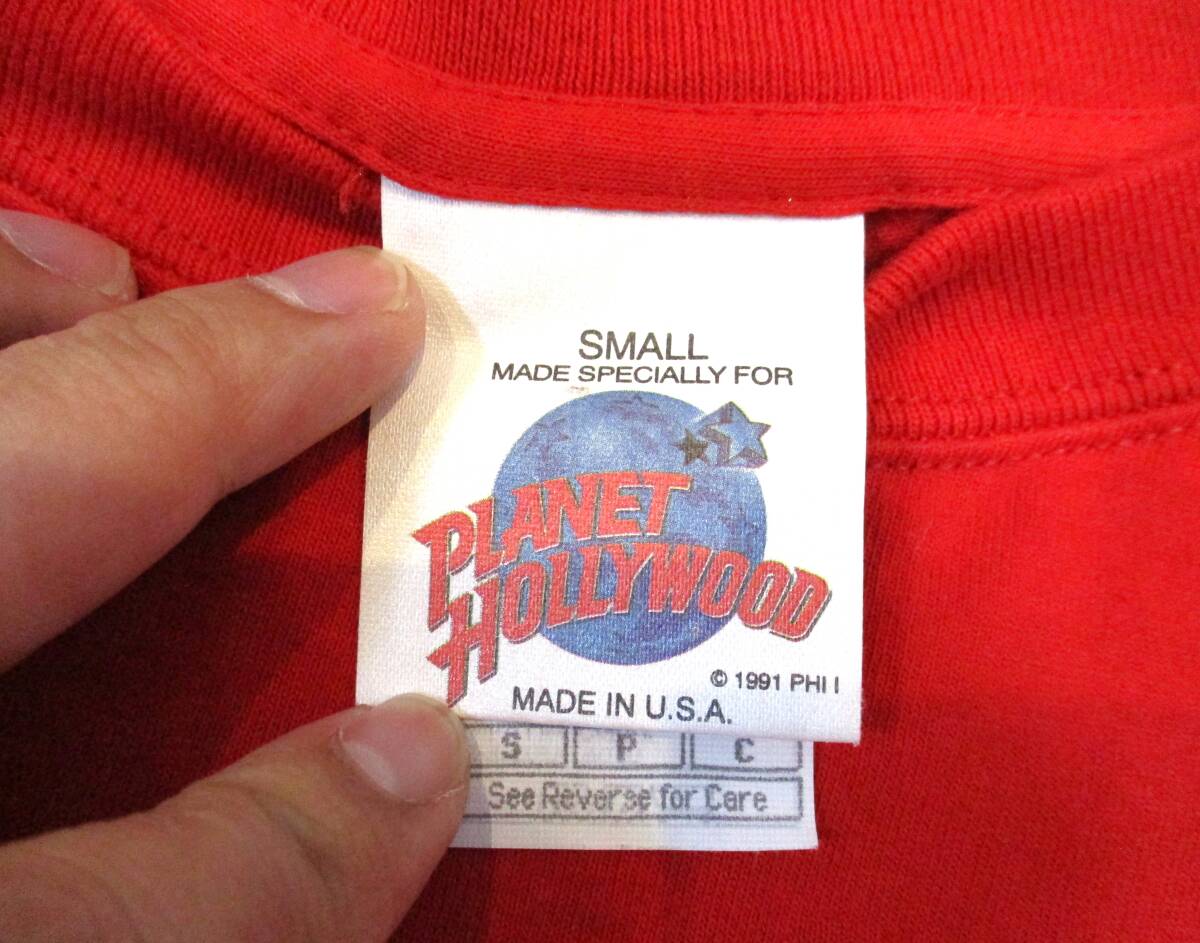 SMALL
MADE SPECIALLY FOR
PLANET
HOLLYWOOD
© 1991 PHI I
MADE IN U.S.A.
S P C
See Reverse for Care